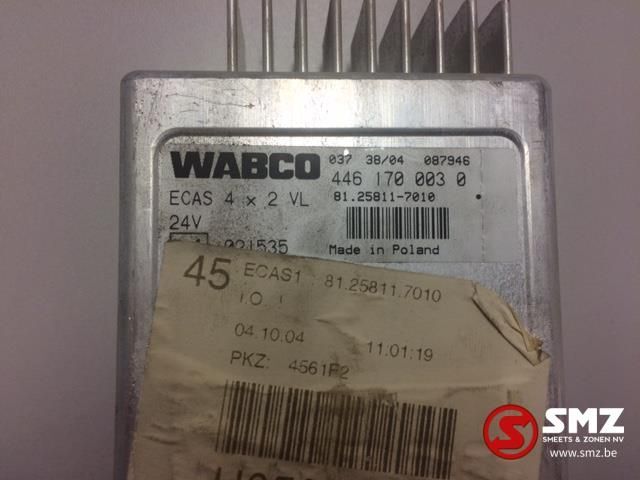 WABCO 037 38/04 087946
446 170 003 0
ECAS 4 x 2 VL 81.25811-7010
24V
021535 Made in Poland
45 ECAS1 81.25811.7010
I.O. I
04.10.04 11:01:19
PKZ: 4561F2
SMZ
SMEETS & ZONEN NV
www.smz.be